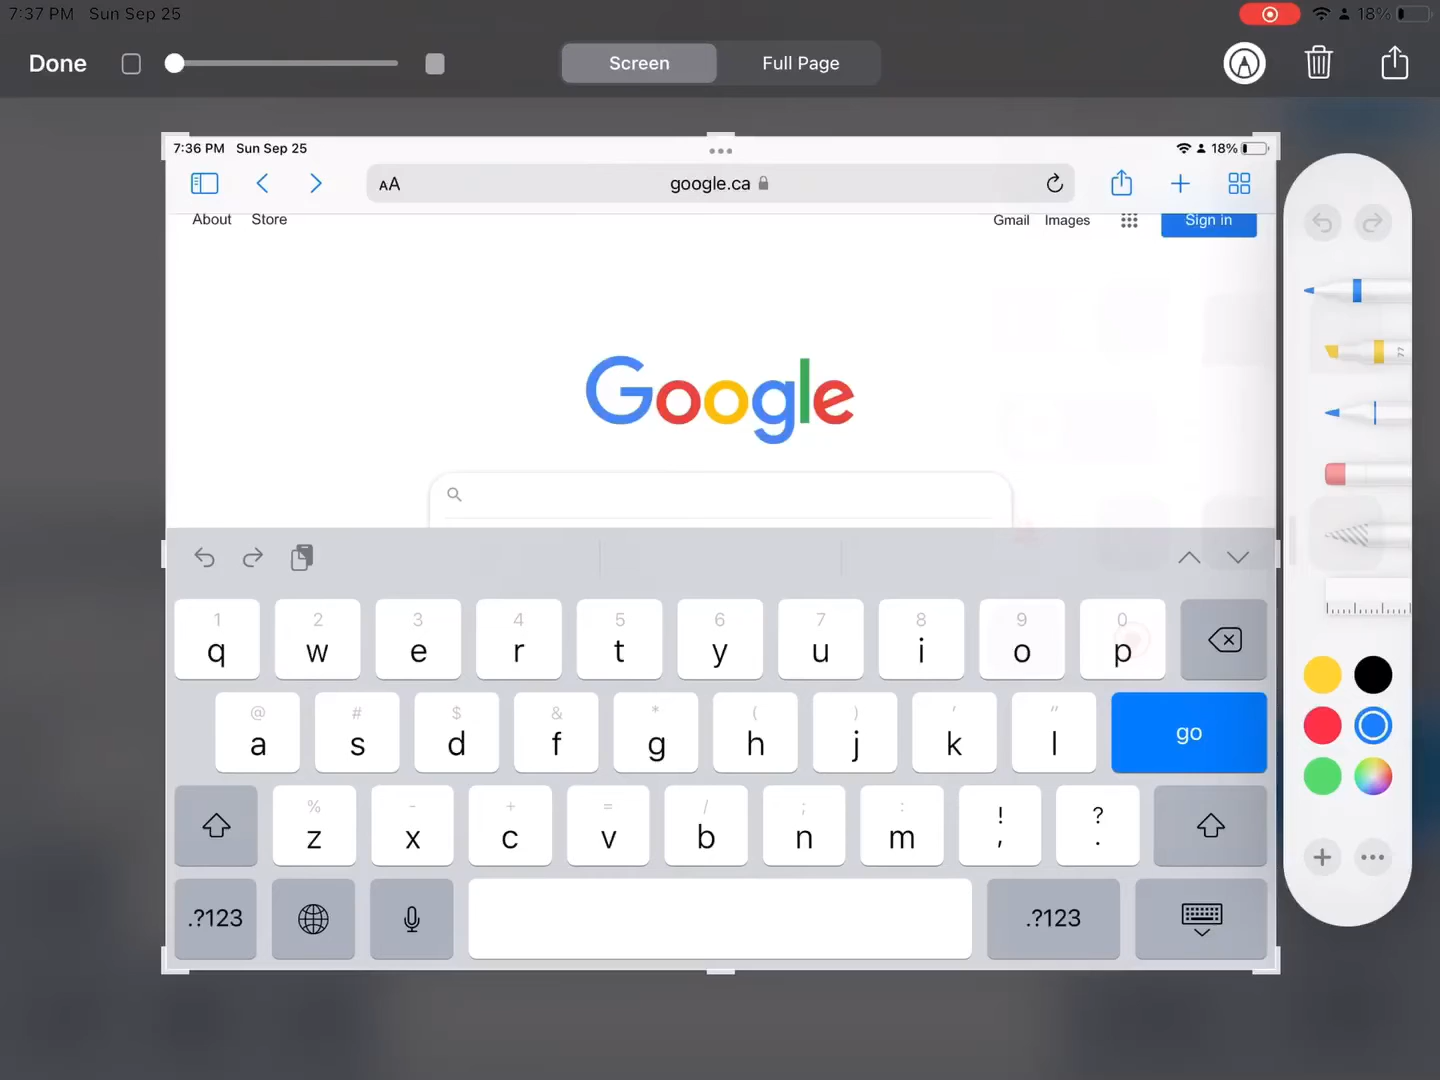 7:37 PM Sun Sep 25 18%
Done Screen Full Page
7:36 PM Sun Sep 25 18%
AA google.ca
About Store Gmail Images Sign in
Google
77
1 2 3 4 5 6 7 8 9 0
q w e r t y u i o p
@ # $ & * ( ) ' "
a s d f g h j k l go
% - + = / ; : ! ?
z x c v b n m , .
.?123 .?123